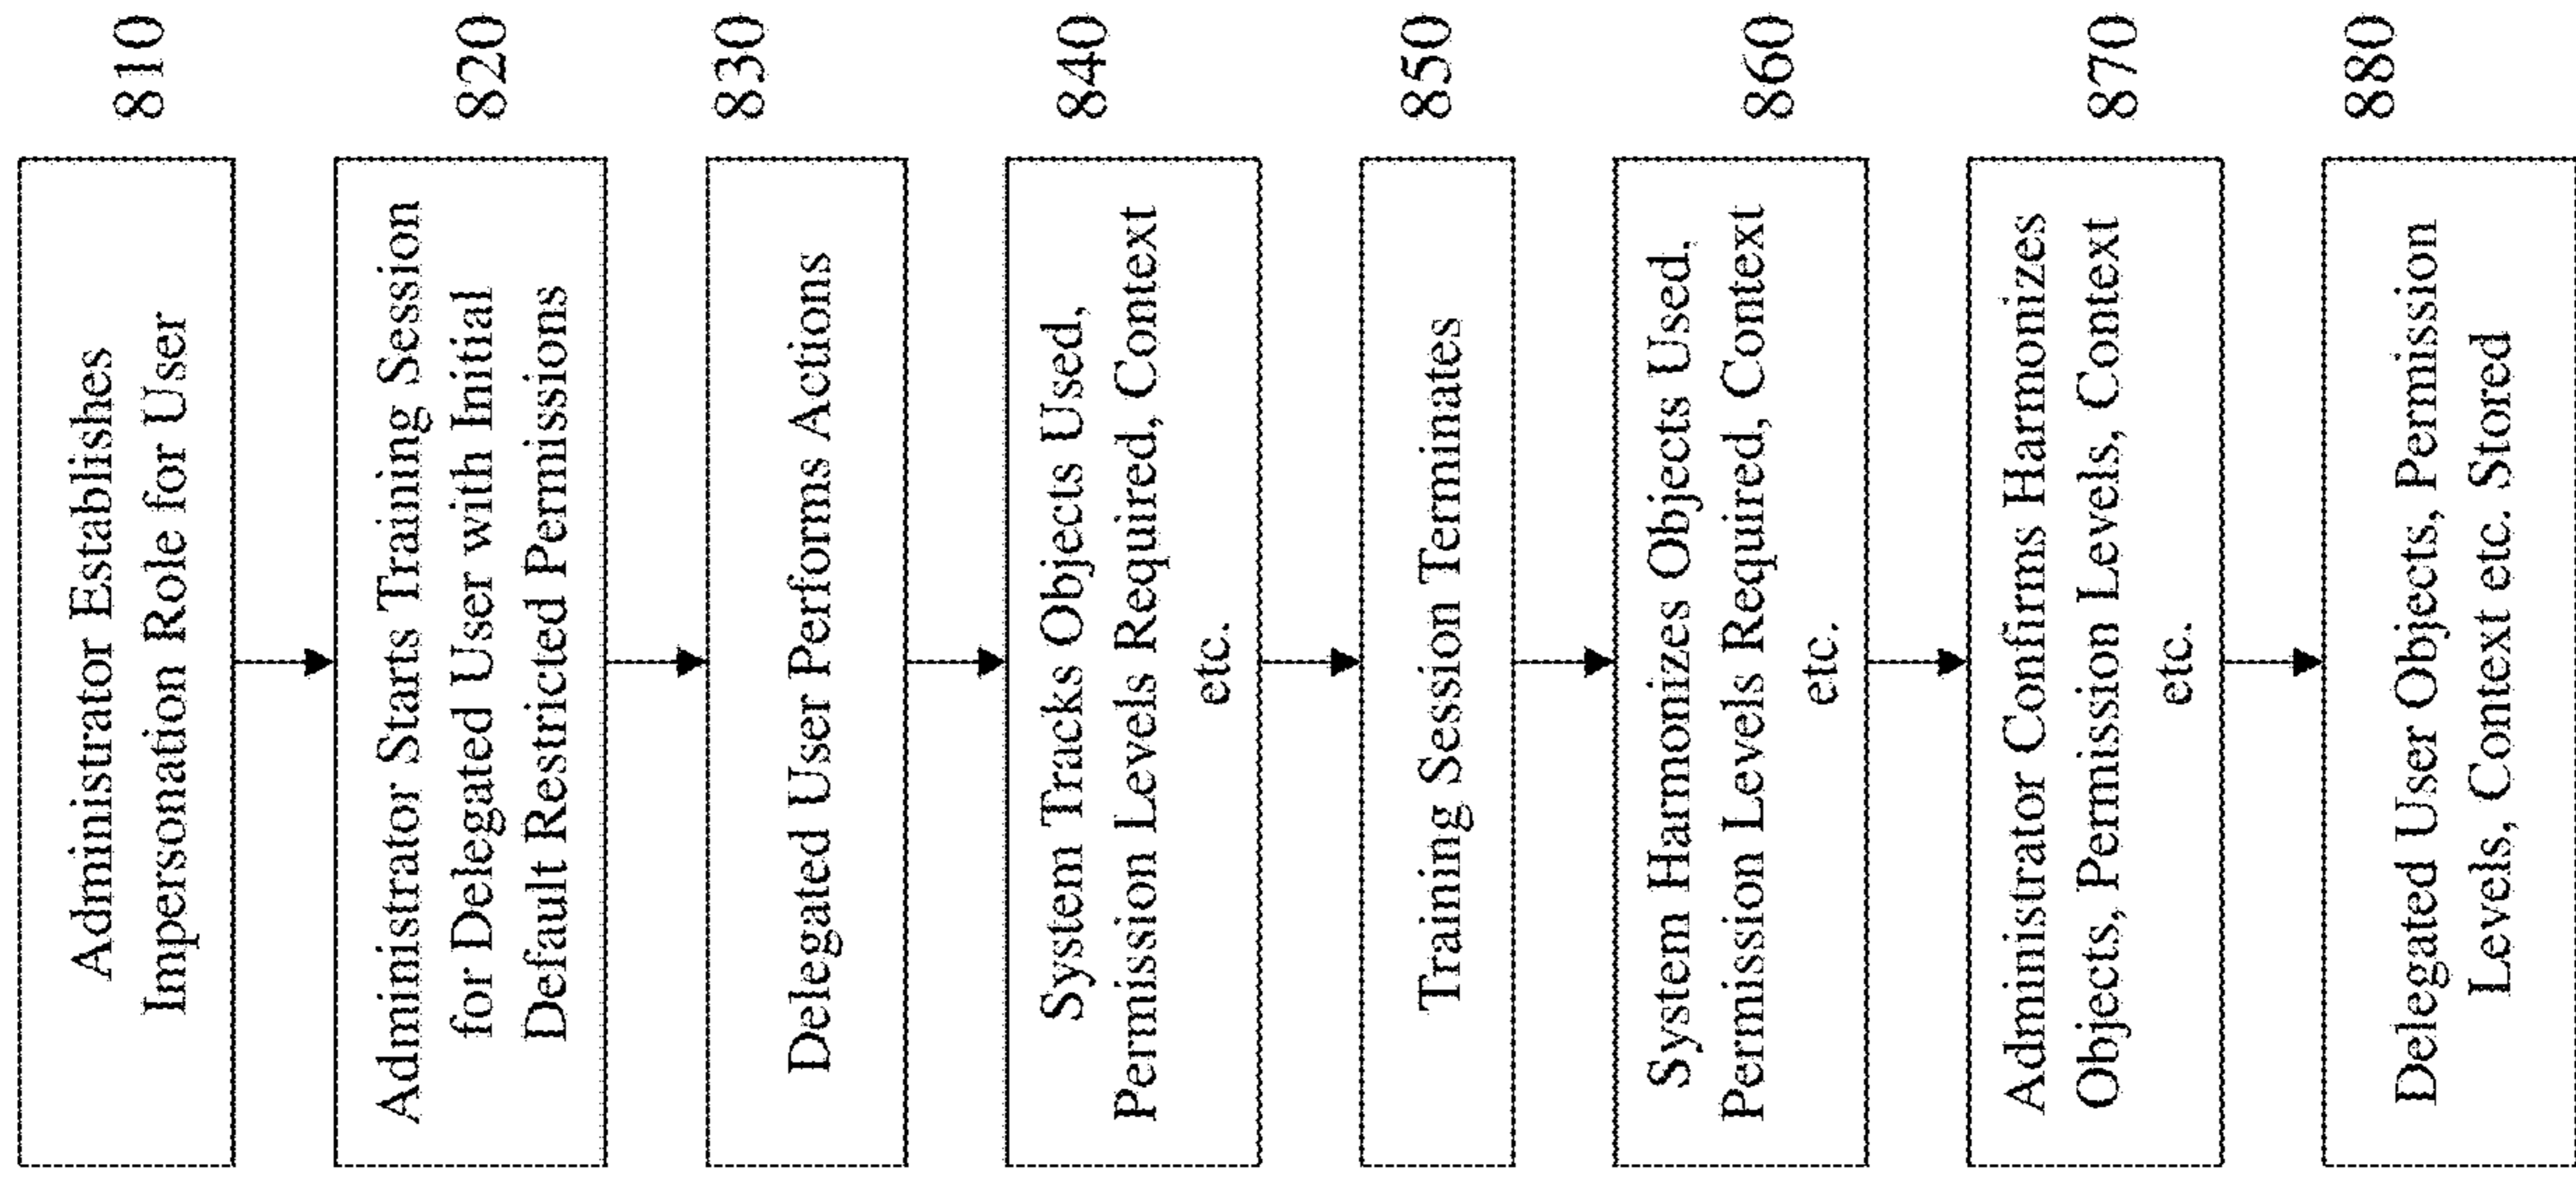 Administrator Establishes
Impersonation Role for User
810
Administrator Starts Training Session
for Delegated User with Initial
Default Restricted Permissions
820
Delegated User Performs Actions
830
System Tracks Objects Used,
Permission Levels Required, Context
etc.
840
Training Session Terminates
850
System Harmonizes Objects Used,
Permission Levels Required, Context
etc.
860
Administrator Confirms Harmonizes
Objects, Permission Levels, Context
etc.
870
Delegated User Objects, Permission
Levels, Context etc. Stored
880